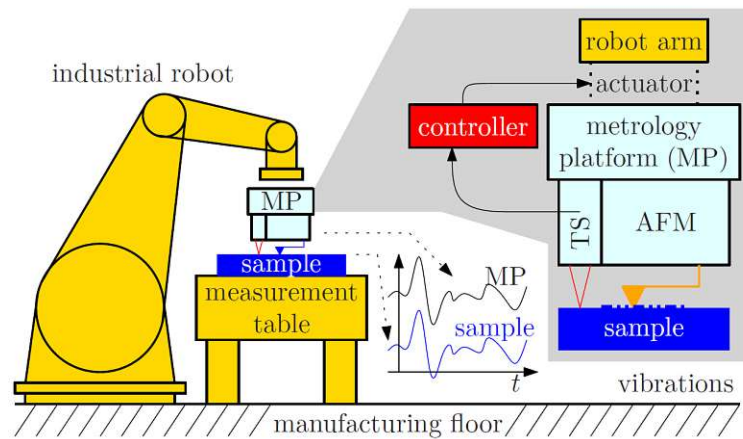 industrial robot
MP
sample
measurement
table
manufacturing floor
MP
sample
t
robot arm
actuator
controller
metrology
platform (MP)
TS
AFM
sample
vibrations